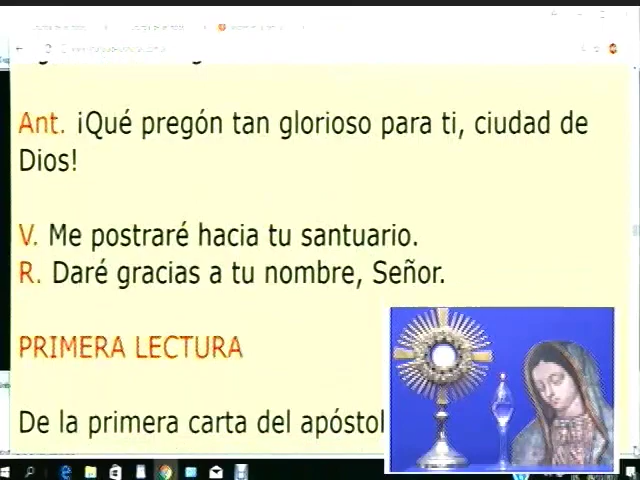 Ant. ¡Qué pregón tan glorioso para ti, ciudad de
Dios!
V. Me postraré hacia tu santuario.
R. Daré gracias a tu nombre, Señor.
PRIMERA LECTURA
De la primera carta del apóstol